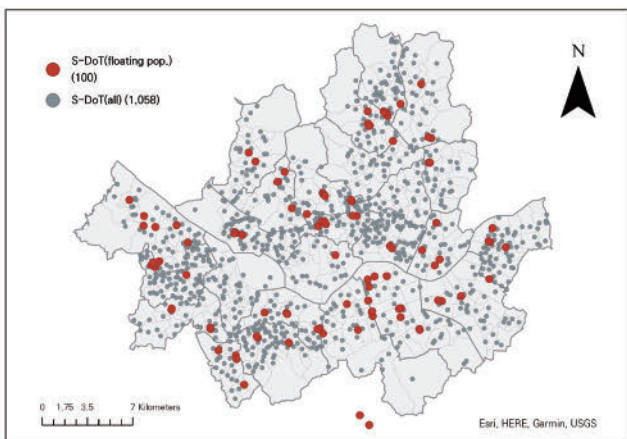 S-DoT(floating pop.)
(100)
S-DoT(all) (1,058)
N
0 1.75 3.5 7 Kilometers
Esri, HERE, Garmin, USGS